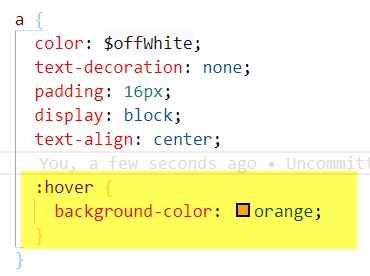 a {
color: $offWhite;
text-decoration: none;
padding: 16px;
display: block;
text-align: center;
You, a few seconds ago • Uncommitt
:hover {
background-color: orange;
}
}